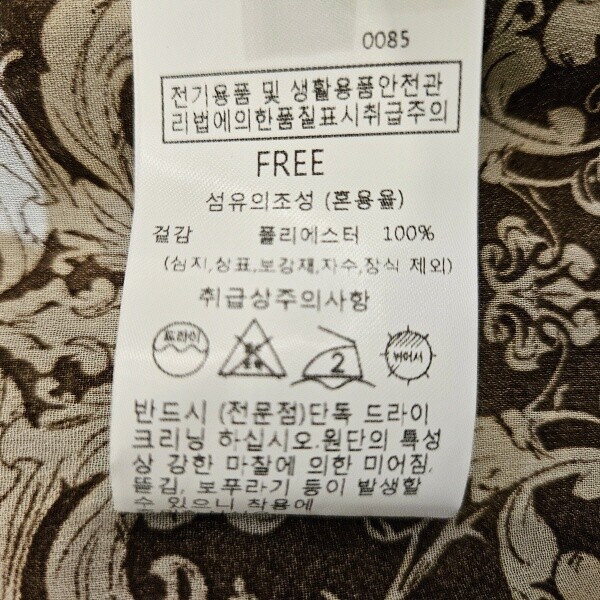 0085
전기용품 및 생활용품안전관
리법에의한품질표시취급주의
FREE
섬유의조성 (혼용율)
겉감 폴리에스터 100%
(심지,상표,보강재,자수,장식 제외)
취급상주의사항
드라이
2
뉘어서
반드시 (전문점)단독 드라이
크리닝 하십시오.원단의 특성
상 강한 마찰에 의한 미어짐,
뜯김, 보푸라기 등이 발생할
수 있으니 착용에